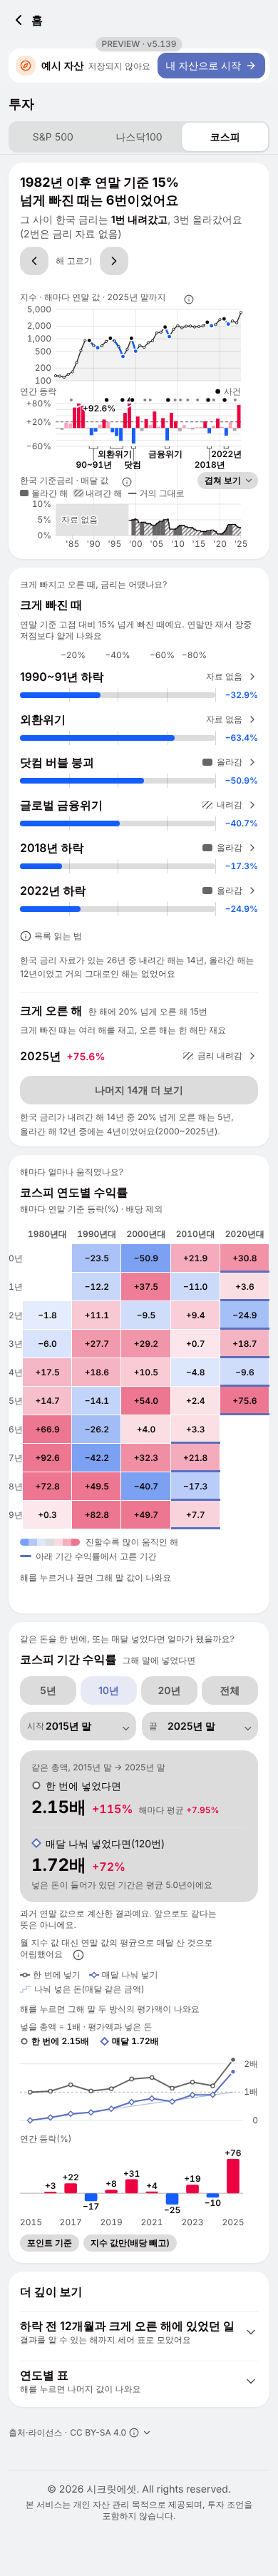 홈
PREVIEW · v5.139
예시 자산 저장되지 않아요
내 자산으로 시작 →
투자
S&P 500
나스닥100
코스피
1982년 이후 연말 기준 15%
넘게 빠진 때는 6번이었어요
그 사이 한국 금리는 1번 내려갔고, 3번 올라갔어요
(2번은 금리 자료 없음)
해 고르기
지수 · 해마다 연말 값 · 2025년 말까지
5,000
2,000
1,000
500
200
100
연간 등락
사건
+80%
+92.6%
+20%
−60%
외환위기
금융위기
2022년
90~91년
닷컴
2018년
한국 기준금리 · 매달 값
겹쳐 보기
올라간 해
내려간 해
거의 그대로
10%
5%
0%
자료 없음
'85 '90 '95 '00 '05 '10 '15 '20 '25
크게 빠지고 오른 때, 금리는 어땠나요?
크게 빠진 때
연말 기준 고점 대비 15% 넘게 빠진 때예요. 연말만 재서 장중
저점보다 얕게 나와요
−20% −40% −60% −80%
1990~91년 하락
자료 없음
−32.9%
외환위기
자료 없음
−63.4%
닷컴 버블 붕괴
올라감
−50.9%
글로벌 금융위기
내려감
−40.7%
2018년 하락
올라감
−17.3%
2022년 하락
올라감
−24.9%
목록 읽는 법
한국 금리 자료가 있는 26년 중 내려간 해는 14년, 올라간 해는
12년이었고 거의 그대로인 해는 없었어요
크게 오른 해 한 해에 20% 넘게 오른 해 15번
크게 빠진 때는 여러 해를 재고, 오른 해는 한 해만 재요
2025년 +75.6%
금리 내려감
나머지 14개 더 보기
한국 금리가 내려간 해 14년 중 20% 넘게 오른 해는 5년,
올라간 해 12년 중에는 4년이었어요(2000~2025년).
해마다 얼마나 움직였나요?
코스피 연도별 수익률
해마다 연말 기준 등락(%) · 배당 제외
1980년대 1990년대 2000년대 2010년대 2020년대
0년 −23.5 −50.9 +21.9 +30.8
1년 −12.2 +37.5 −11.0 +3.6
2년 −1.8 +11.1 −9.5 +9.4 −24.9
3년 −6.0 +27.7 +29.2 +0.7 +18.7
4년 +17.5 +18.6 +10.5 −4.8 −9.6
5년 +14.7 −14.1 +54.0 +2.4 +75.6
6년 +66.9 −26.2 +4.0 +3.3
7년 +92.6 −42.2 +32.3 +21.8
8년 +72.8 +49.5 −40.7 −17.3
9년 +0.3 +82.8 +49.7 +7.7
진할수록 많이 움직인 해
아래 기간 수익률에서 고른 기간
해를 누르거나 끌면 그해 말 값이 나와요
같은 돈을 한 번에, 또는 매달 넣었다면 얼마가 됐을까요?
코스피 기간 수익률 그해 말에 넣었다면
5년
10년
20년
전체
시작 2015년 말
끝 2025년 말
같은 총액, 2015년 말 → 2025년 말
한 번에 넣었다면
2.15배 +115% 해마다 평균 +7.95%
매달 나눠 넣었다면(120번)
1.72배 +72%
넣은 돈이 들어가 있던 기간은 평균 5.0년이에요
과거 연말 값으로 계산한 결과예요. 앞으로도 같다는
뜻은 아니에요.
월 지수 값 대신 연말 값의 평균으로 매달 산 것으로
어림했어요
한 번에 넣기
매달 나눠 넣기
나눠 넣은 돈(매달 같은 금액)
해를 누르면 그해 말 두 방식의 평가액이 나와요
넣을 총액 = 1배 · 평가액과 넣은 돈
한 번에 2.15배
매달 1.72배
2배
1배
0
연간 등락(%)
+3 +22 −17 +8 +31 +4 −25 +19 −10 +76
2015 2017 2019 2021 2023 2025
포인트 기준
지수 값만(배당 빼고)
더 깊이 보기
하락 전 12개월과 크게 오른 해에 있었던 일
결과를 알 수 있는 해까지 세어 표로 모았어요
연도별 표
해를 누르면 나머지 값이 나와요
출처·라이선스 · CC BY-SA 4.0
© 2026 시크릿에셋. All rights reserved.
본 서비스는 개인 자산 관리 목적으로 제공되며, 투자 조언을
포함하지 않습니다.